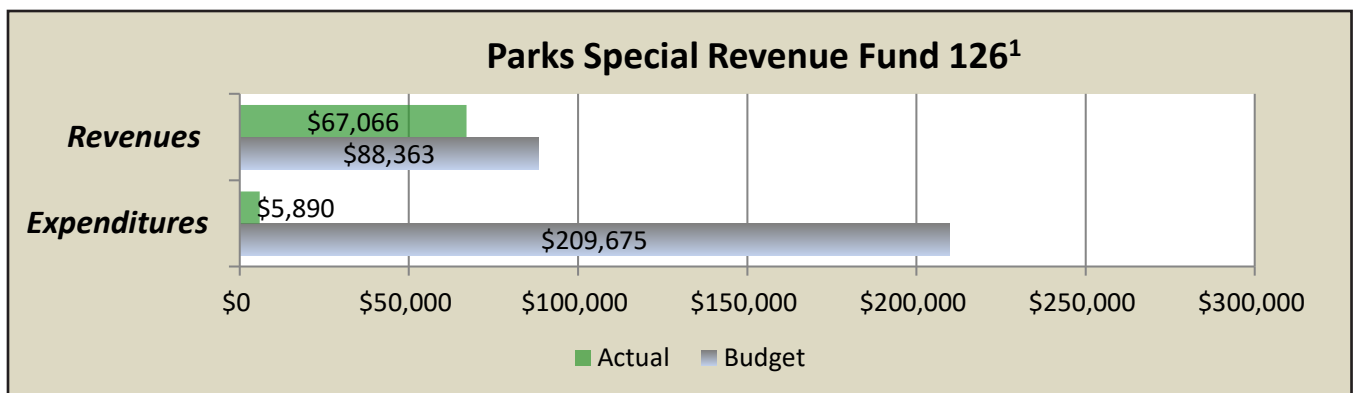 Parks Special Revenue Fund 126¹
Revenues
$67,066
$88,363
Expenditures
$5,890
$209,675
$0 $50,000 $100,000 $150,000 $200,000 $250,000 $300,000
Actual Budget